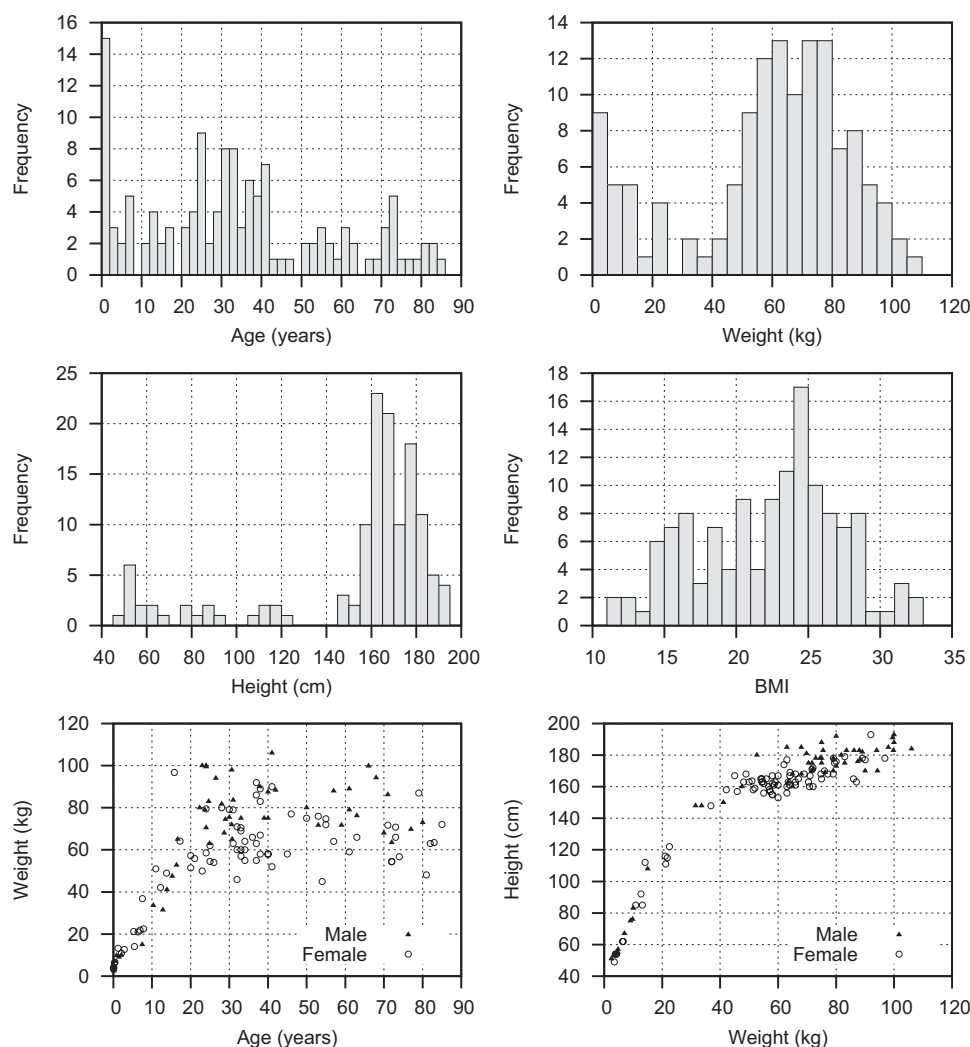 16
14
12
10
8
6
4
2
0
Frequency
0 10 20 30 40 50 60 70 80 90
Age (years)
14
12
10
8
6
4
2
0
Frequency
0 20 40 60 80 100 120
Weight (kg)
25
20
15
10
5
0
Frequency
40 60 80 100 120 140 160 180 200
Height (cm)
18
16
14
12
10
8
6
4
2
0
Frequency
10 15 20 25 30 35
BMI
120
100
80
60
40
20
0
Weight (kg)
Male
Female
0 10 20 30 40 50 60 70 80 90
Age (years)
200
180
160
140
120
100
80
60
40
Height (cm)
Male
Female
0 20 40 60 80 100 120
Weight (kg)